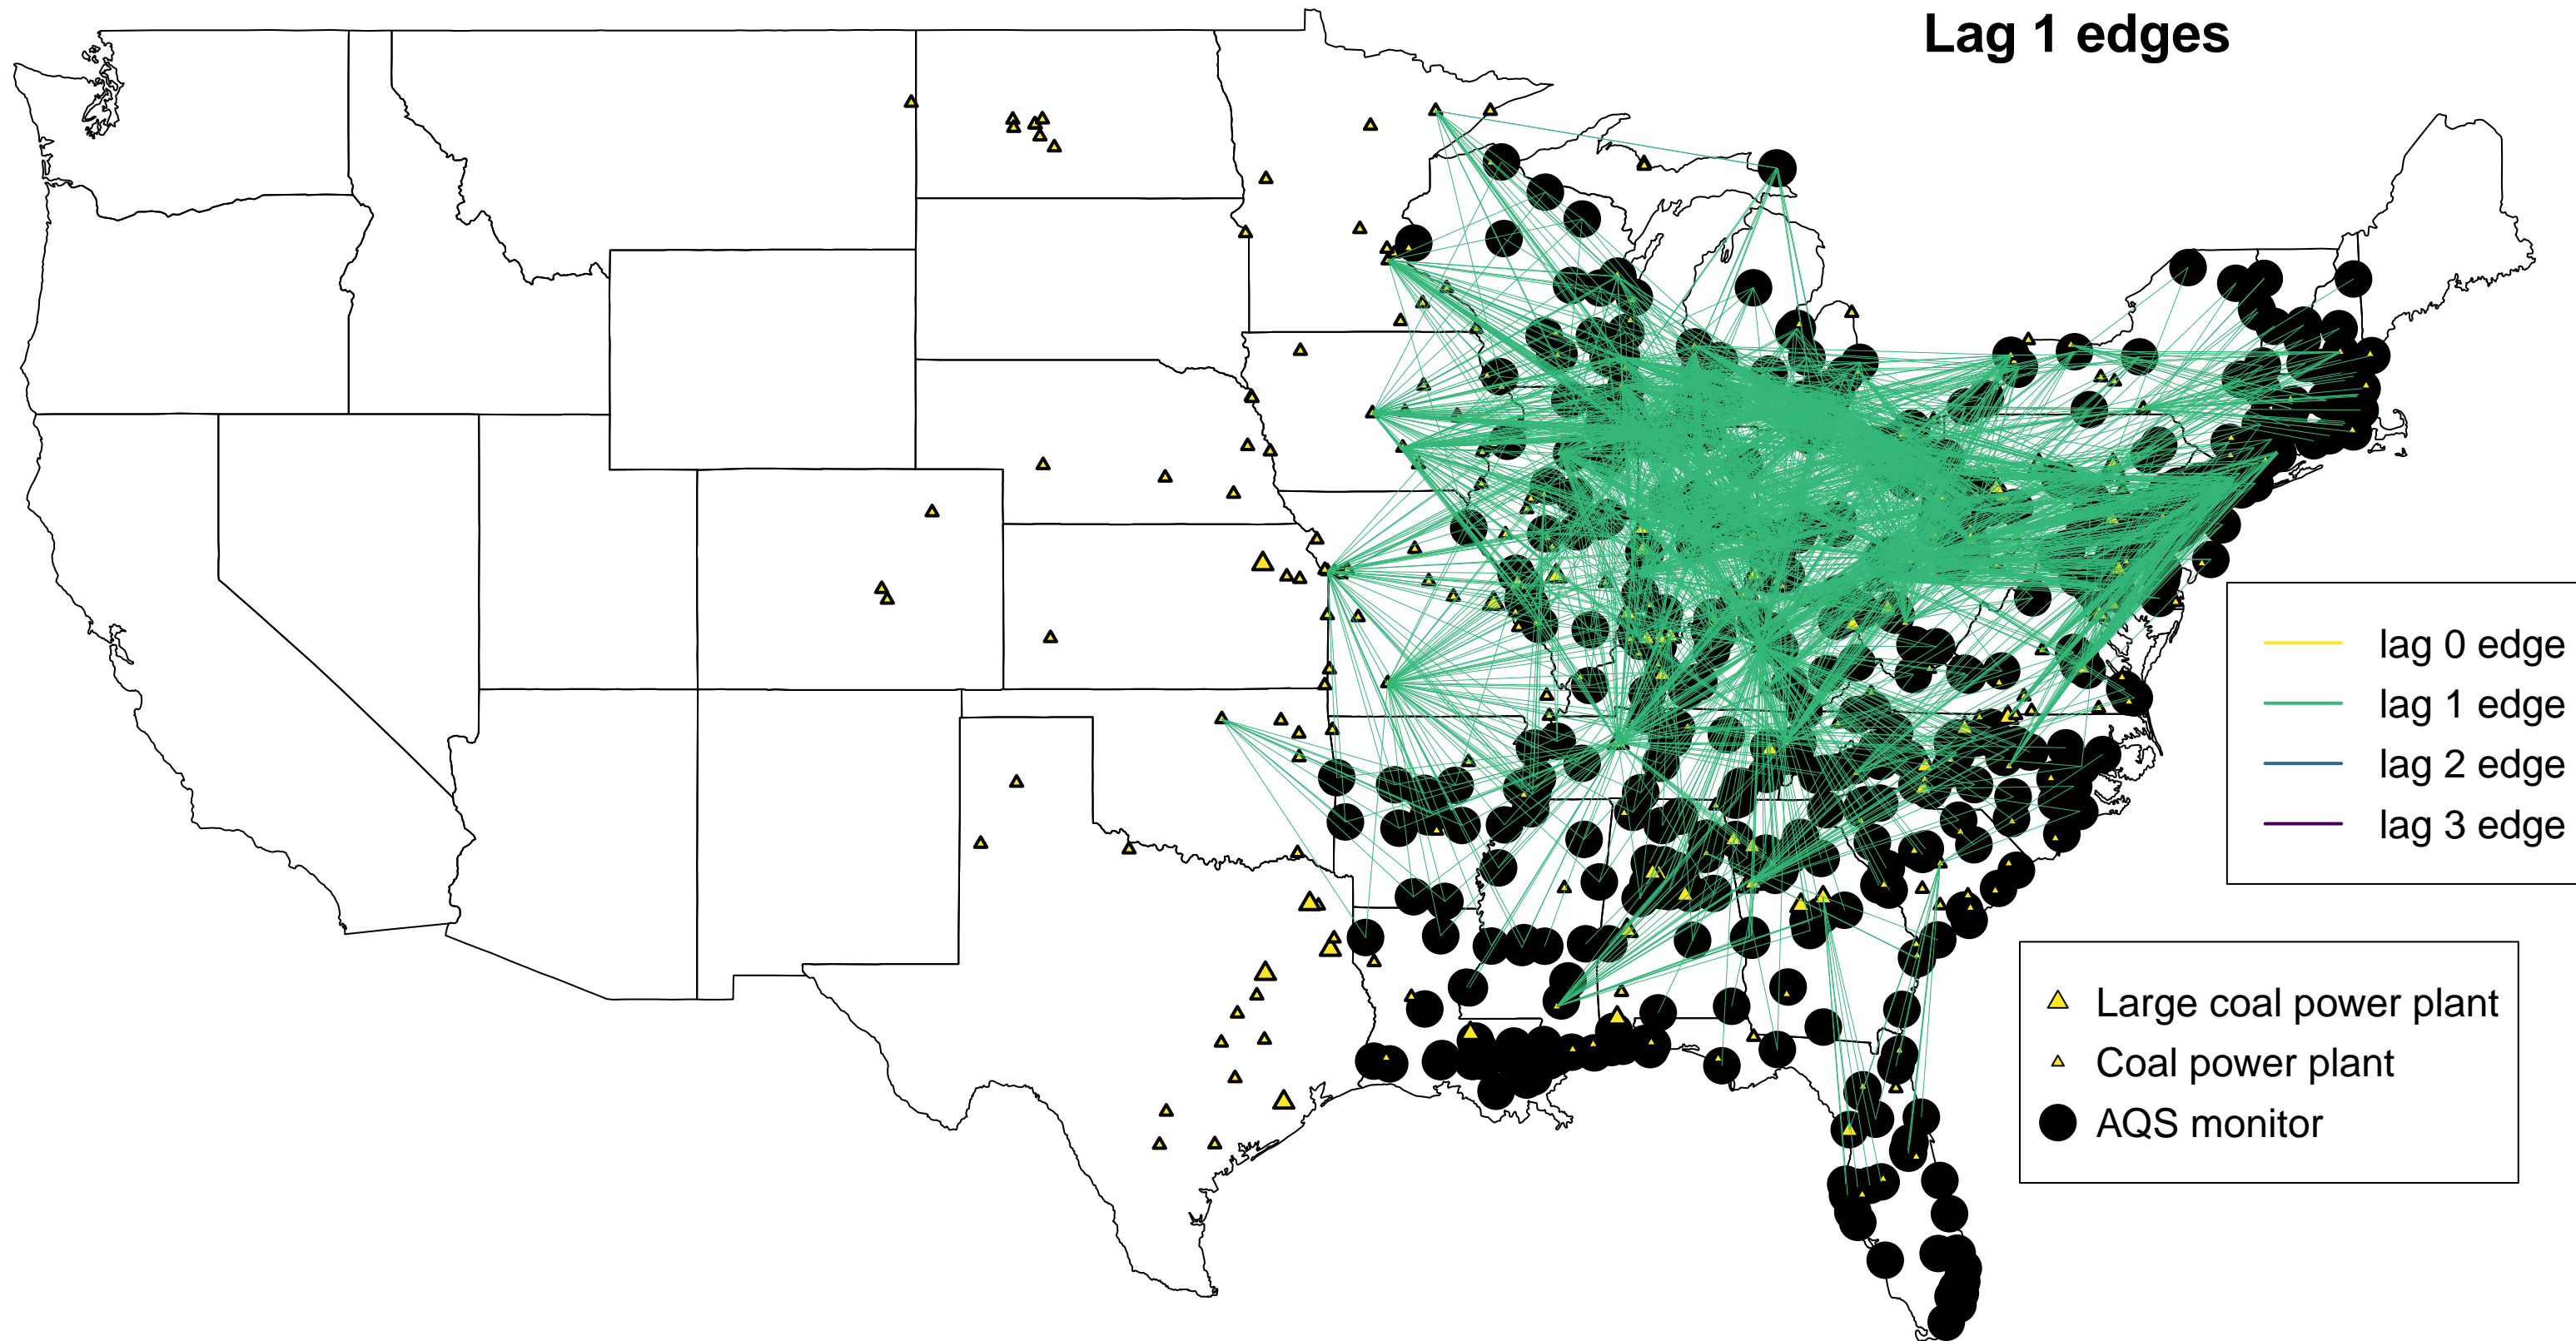 Lag 1 edges
lag 0 edge
lag 1 edge
lag 2 edge
lag 3 edge
Large coal power plant
Coal power plant
AQS monitor